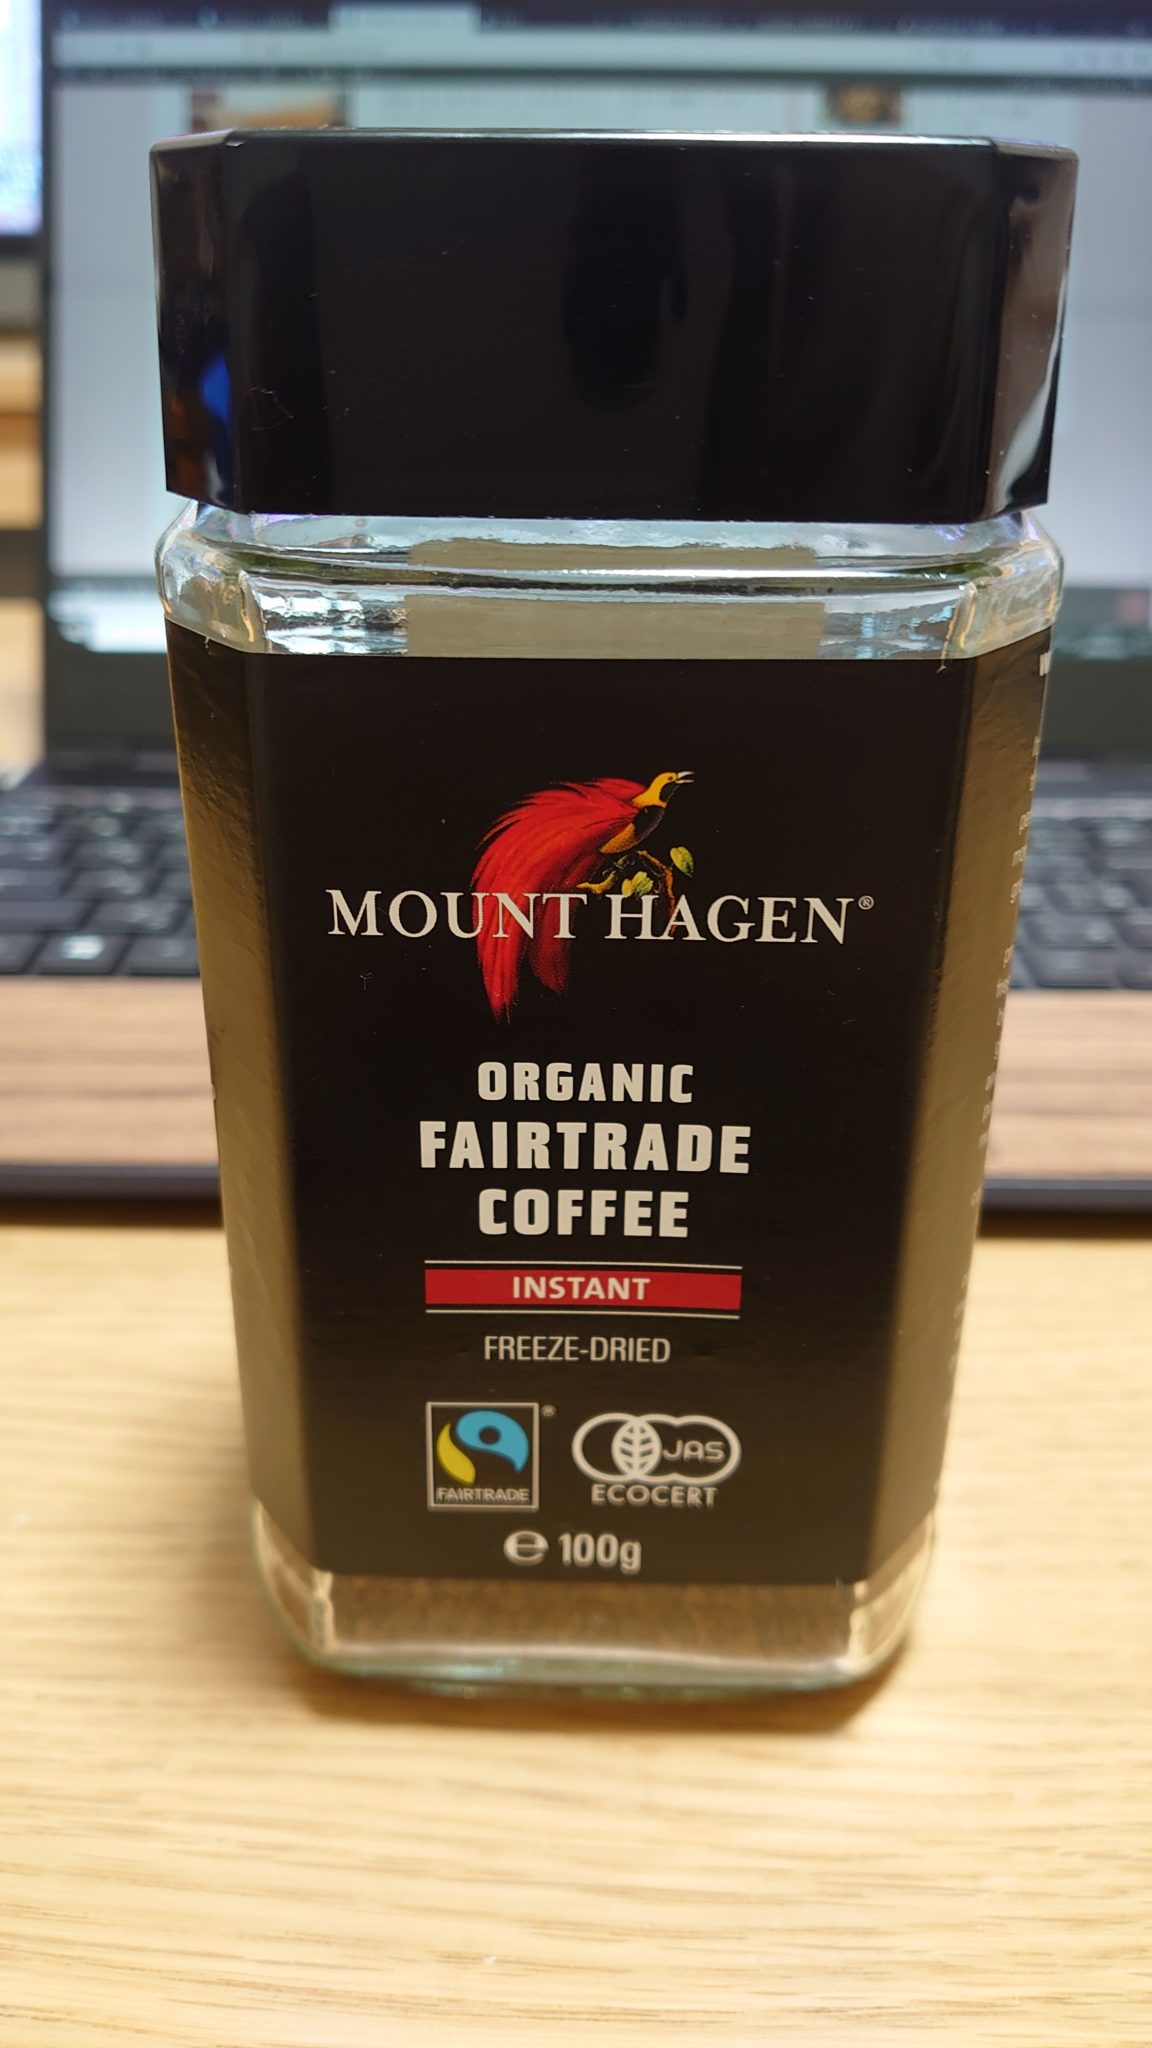 MOUNT HAGEN®
ORGANIC
FAIRTRADE
COFFEE
INSTANT
FREEZE-DRIED
FAIRTRADE ®
JAS
ECOCERT
℮ 100g